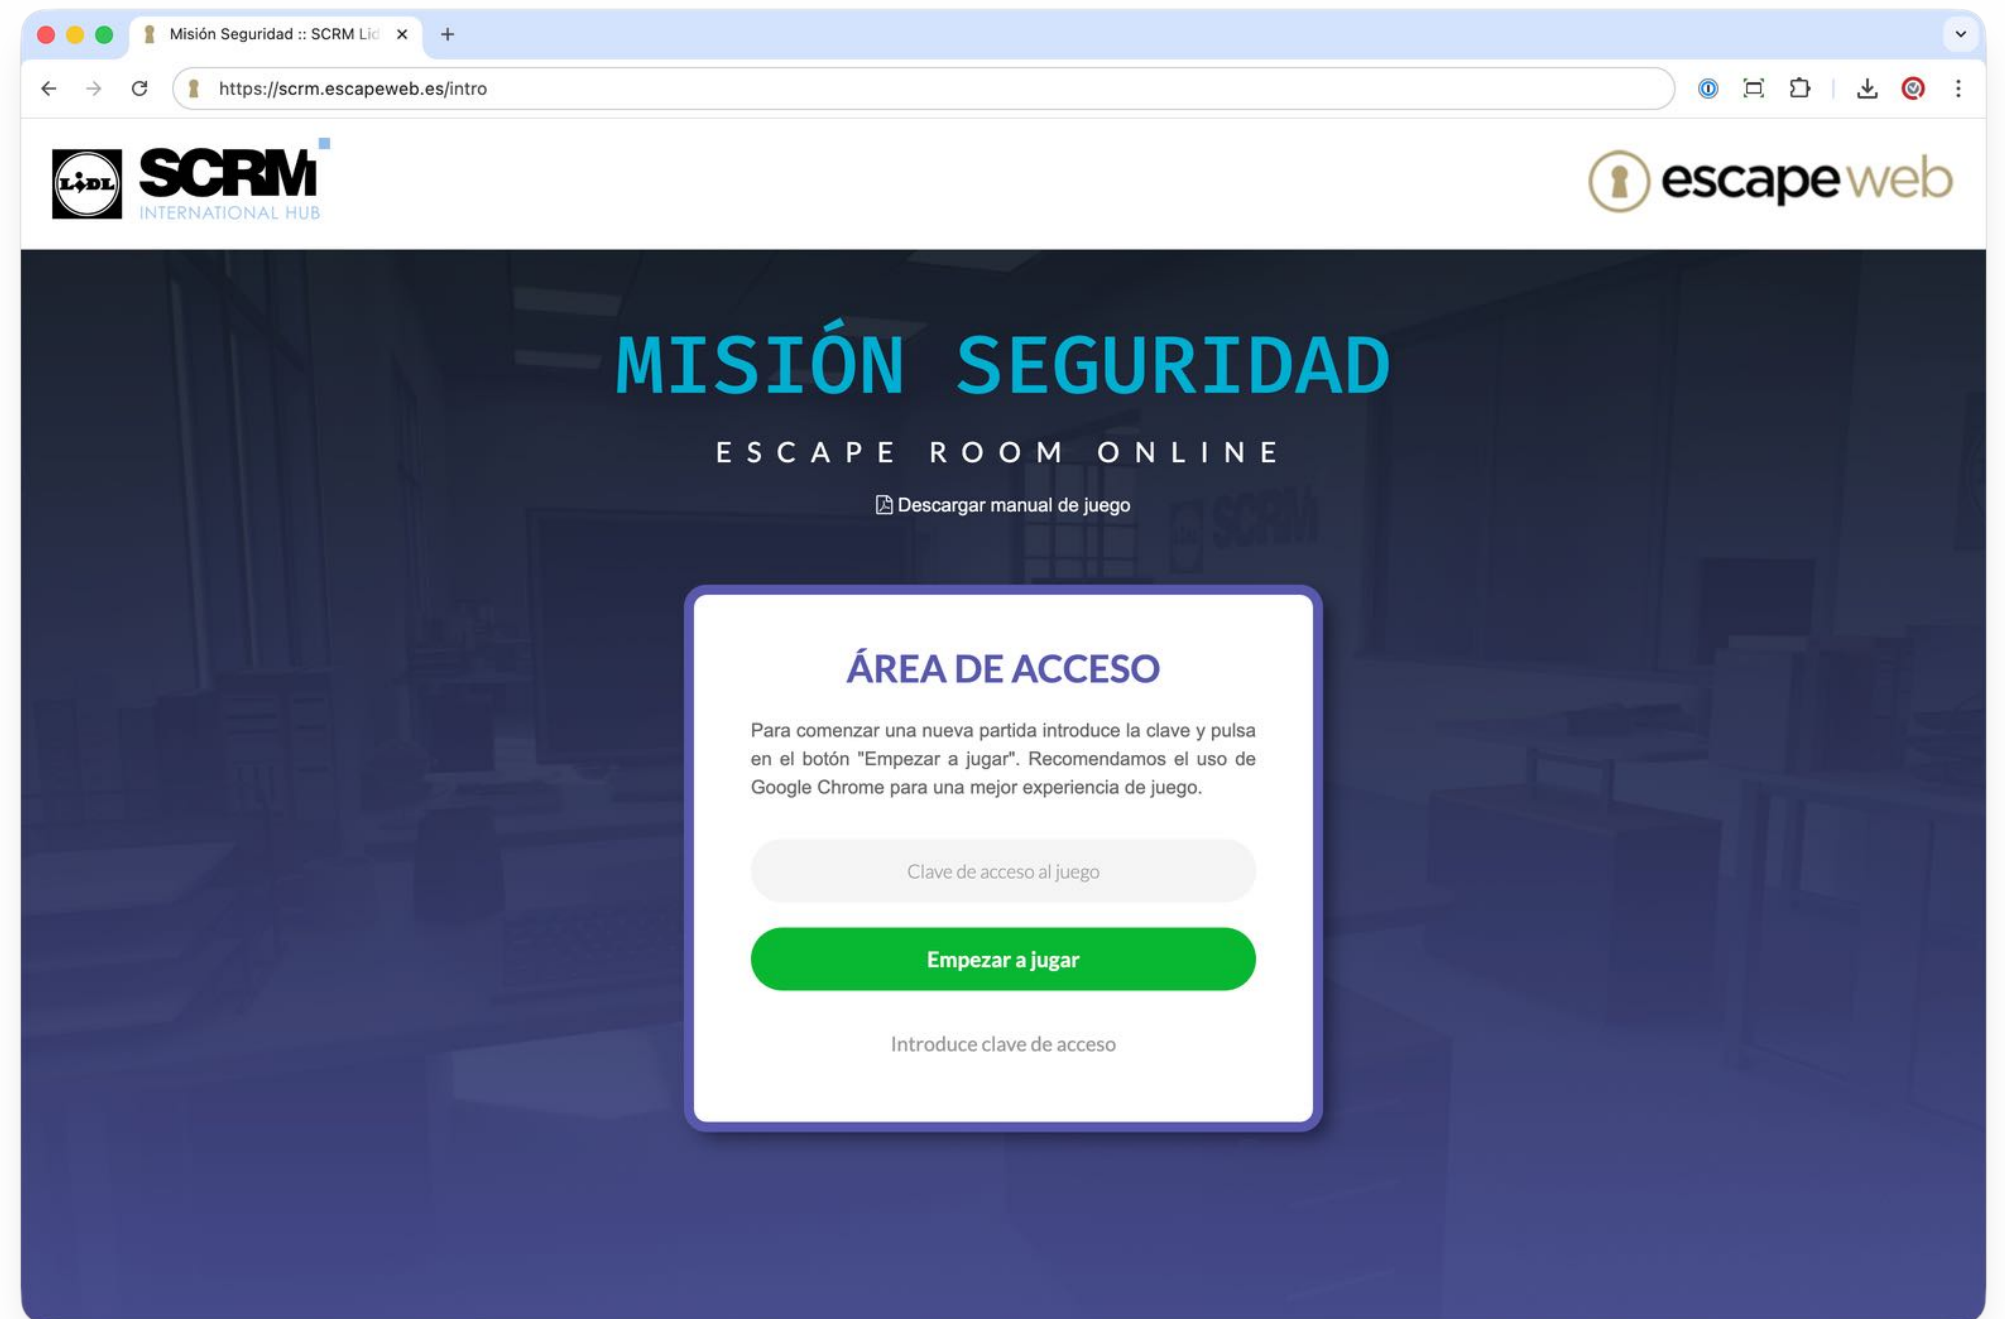 Misión Seguridad :: SCRM Lid
https://scrm.escapeweb.es/intro
LIDL
SCRM
INTERNATIONAL HUB
escapeweb
MISIÓN SEGURIDAD
ESCAPE ROOM ONLINE
Descargar manual de juego
SCRM
ÁREA DE ACCESO
Para comenzar una nueva partida introduce la clave y pulsa
en el botón "Empezar a jugar". Recomendamos el uso de
Google Chrome para una mejor experiencia de juego.
Clave de acceso al juego
Empezar a jugar
Introduce clave de acceso